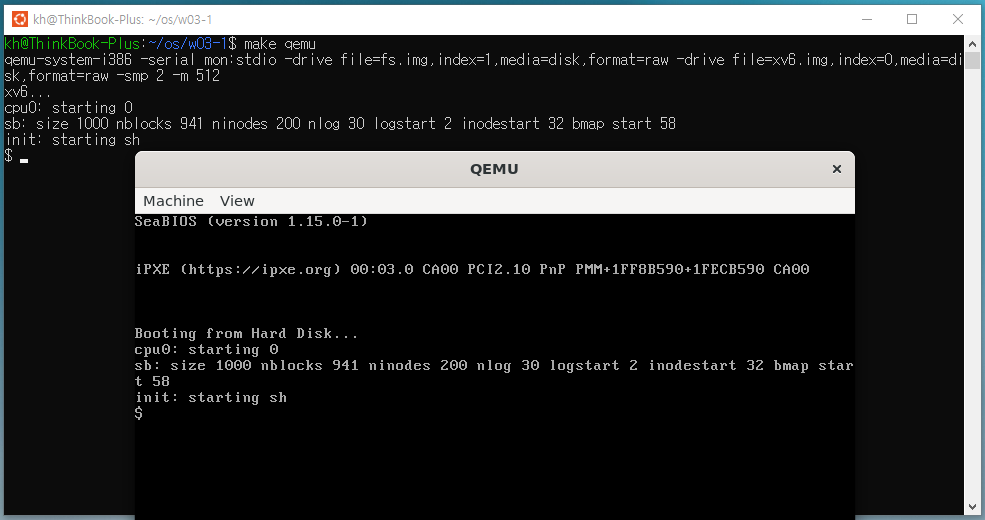 kh@ThinkBook-Plus: ~/os/w03-1
kh@ThinkBook-Plus:~/os/w03-1$ make qemu
qemu-system-i386 -serial mon:stdio -drive file=fs.img,index=1,media=disk,format=raw -drive file=xv6.img,index=0,media=di
sk,format=raw -smp 2 -m 512
xv6...
cpu0: starting 0
sb: size 1000 nblocks 941 ninodes 200 nlog 30 logstart 2 inodestart 32 bmap start 58
init: starting sh
$
QEMU
Machine View
SeaBIOS (version 1.15.0-1)
iPXE (https://ipxe.org) 00:03.0 CA00 PCI2.10 PnP PMM+1FF8B590+1FECB590 CA00
Booting from Hard Disk...
cpu0: starting 0
sb: size 1000 nblocks 941 ninodes 200 nlog 30 logstart 2 inodestart 32 bmap star
t 58
init: starting sh
$